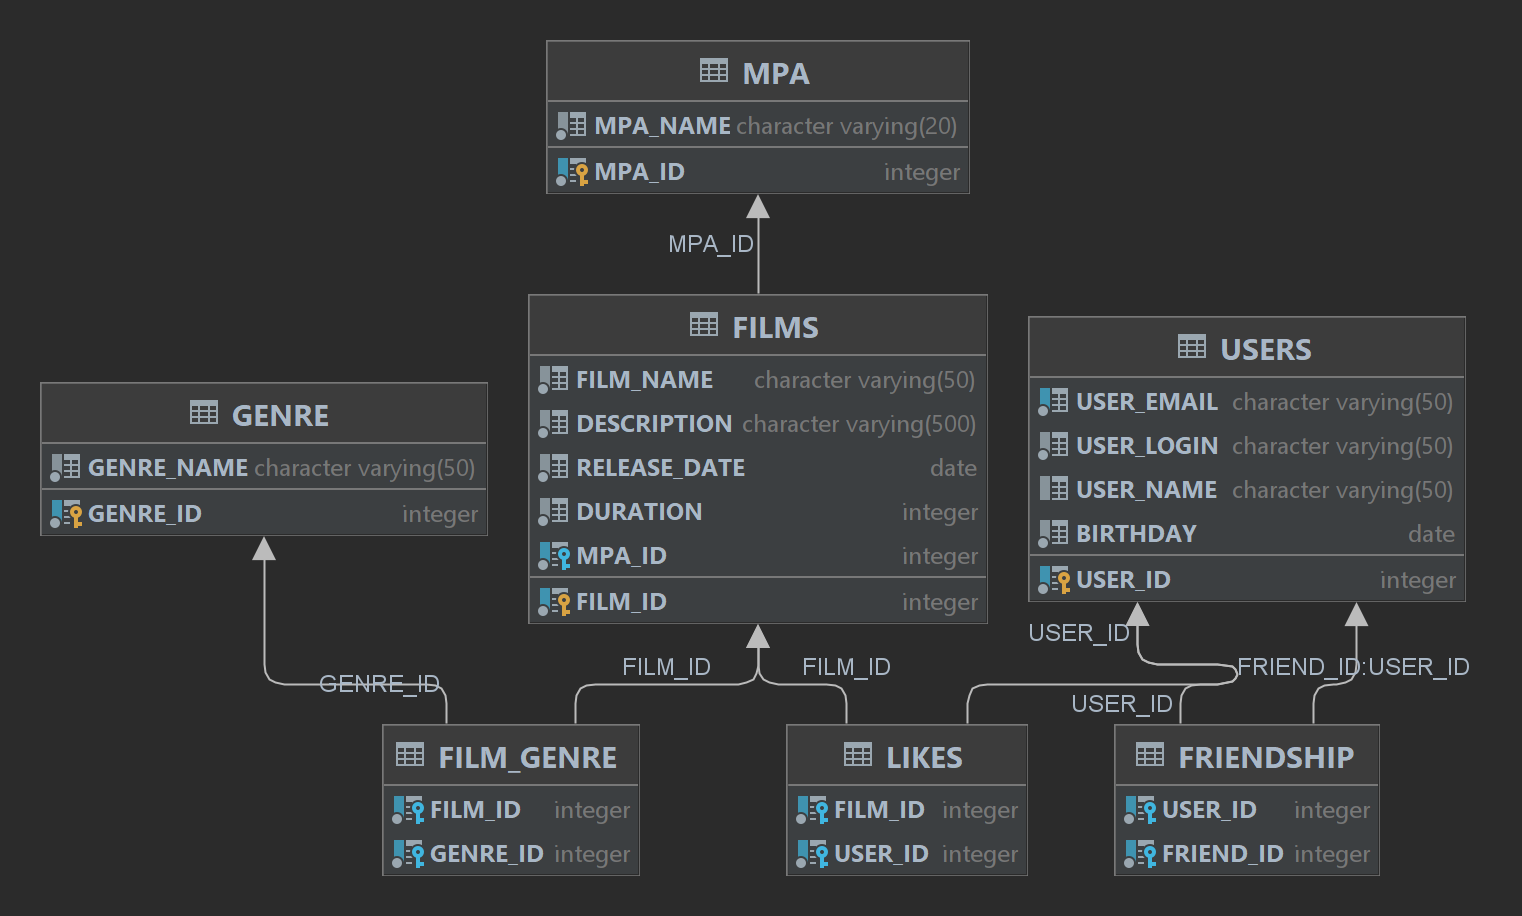 MPA
MPA_NAME character varying(20)
MPA_ID integer
MPA_ID
FILMS
FILM_NAME character varying(50)
DESCRIPTION character varying(500)
RELEASE_DATE date
DURATION integer
MPA_ID integer
FILM_ID integer
USERS
USER_EMAIL character varying(50)
USER_LOGIN character varying(50)
USER_NAME character varying(50)
BIRTHDAY date
USER_ID integer
GENRE
GENRE_NAME character varying(50)
GENRE_ID integer
USER_ID
FILM_ID
FILM_ID
FRIEND_ID:USER_ID
GENRE_ID
USER_ID
FILM_GENRE
FILM_ID integer
GENRE_ID integer
LIKES
FILM_ID integer
USER_ID integer
FRIENDSHIP
USER_ID integer
FRIEND_ID integer